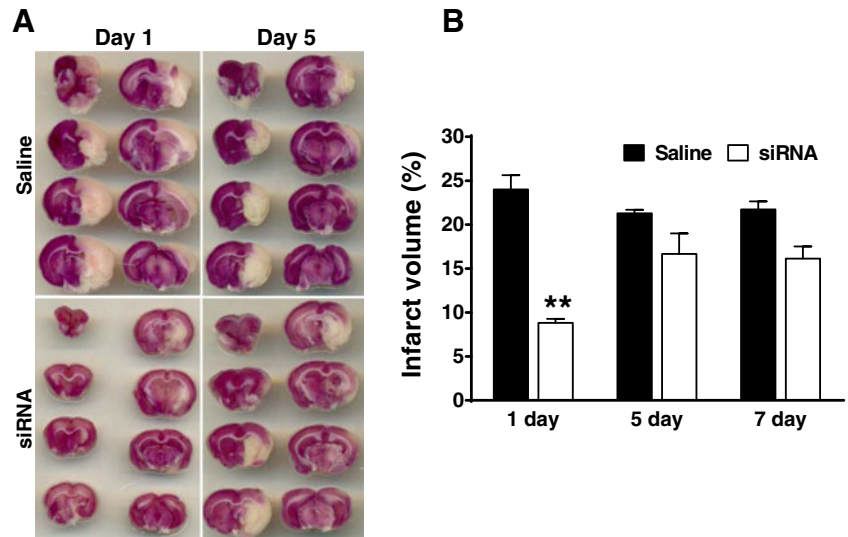 A
Day 1 Day 5
Saline
siRNA
B
Infarct volume (%)
30
25
20
15
10
5
0
Saline siRNA
**
1 day 5 day 7 day